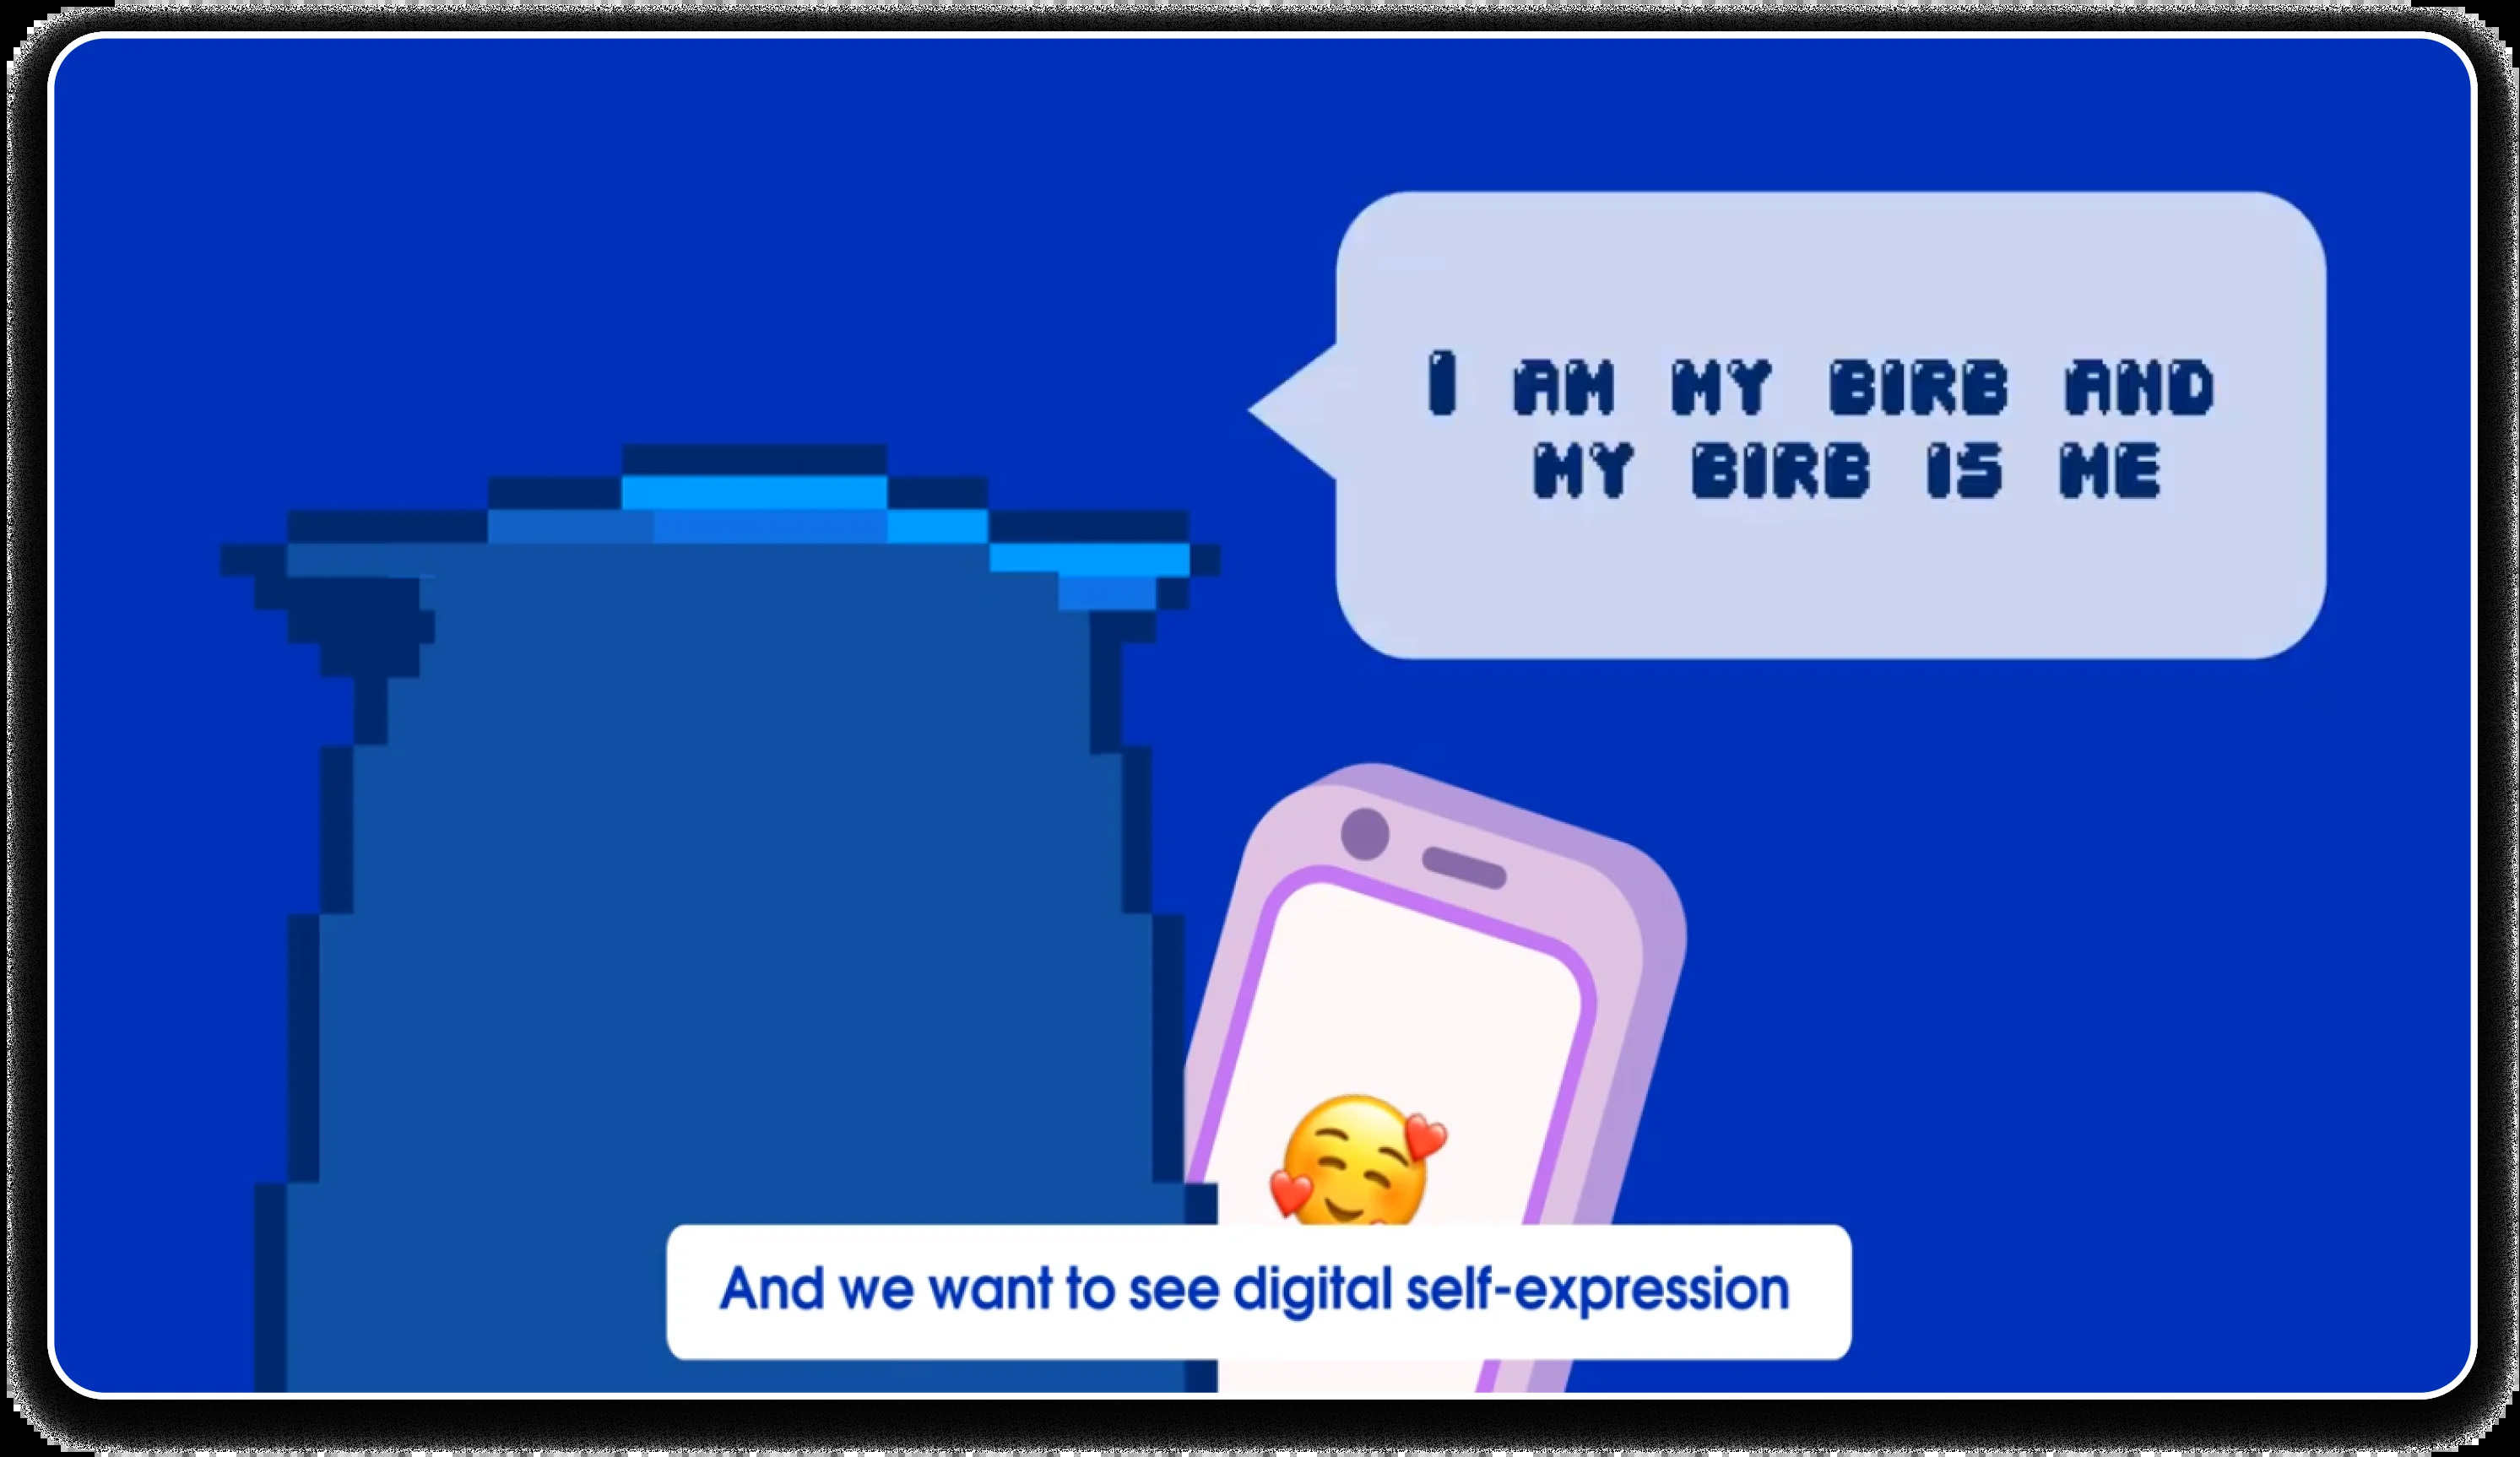 I AM MY BIRB AND
MY BIRB IS ME
And we want to see digital self-expression